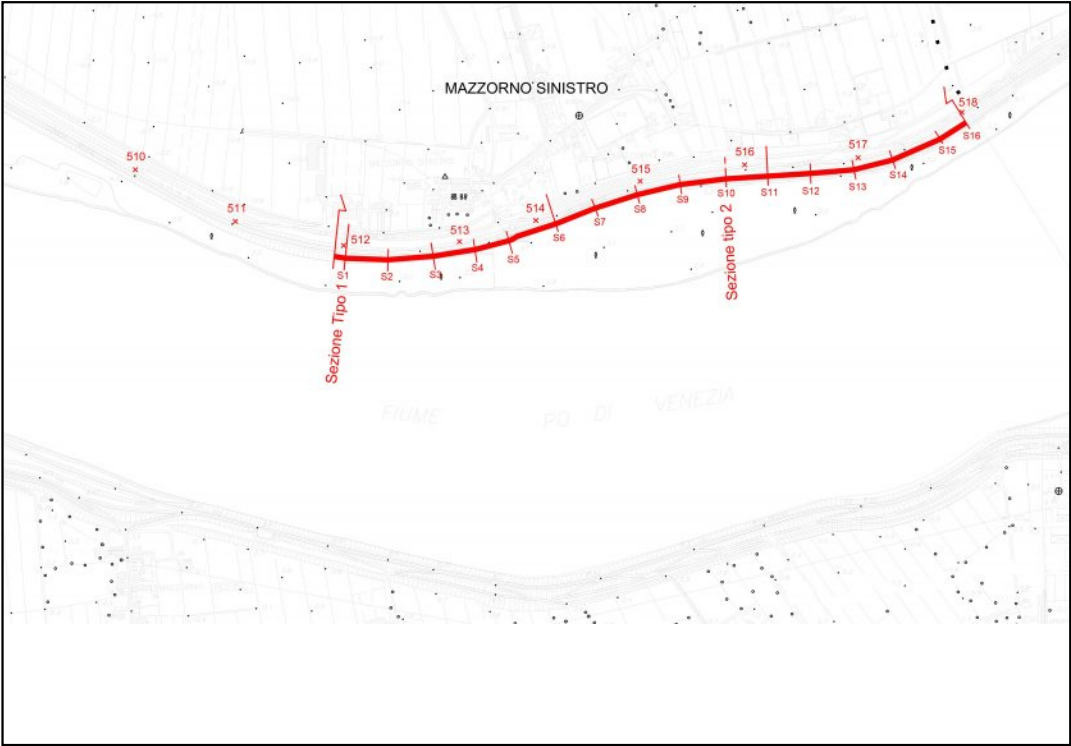 MAZZORNO SINISTRO
518
S16
S15
517
S14
S13
516
S12
S11
S10
515
S9
S8
S7
514
S6
513
S5
S4
S3
S2
512
S1
511
510
Sezione tipo 2
Sezione Tipo 1
FIUME PO DI VENEZIA